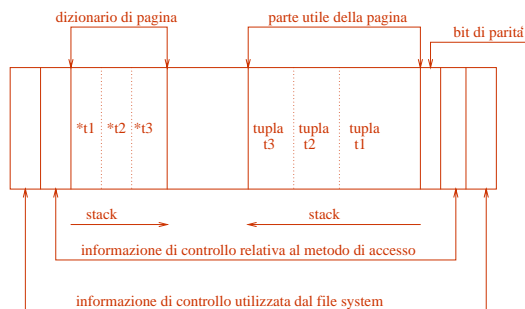 dizionario di pagina
parte utile della pagina
bit di parità
*t1 *t2 *t3
tupla tupla tupla
t3 t2 t1
stack
stack
informazione di controllo relativa al metodo di accesso
informazione di controllo utilizzata dal file system